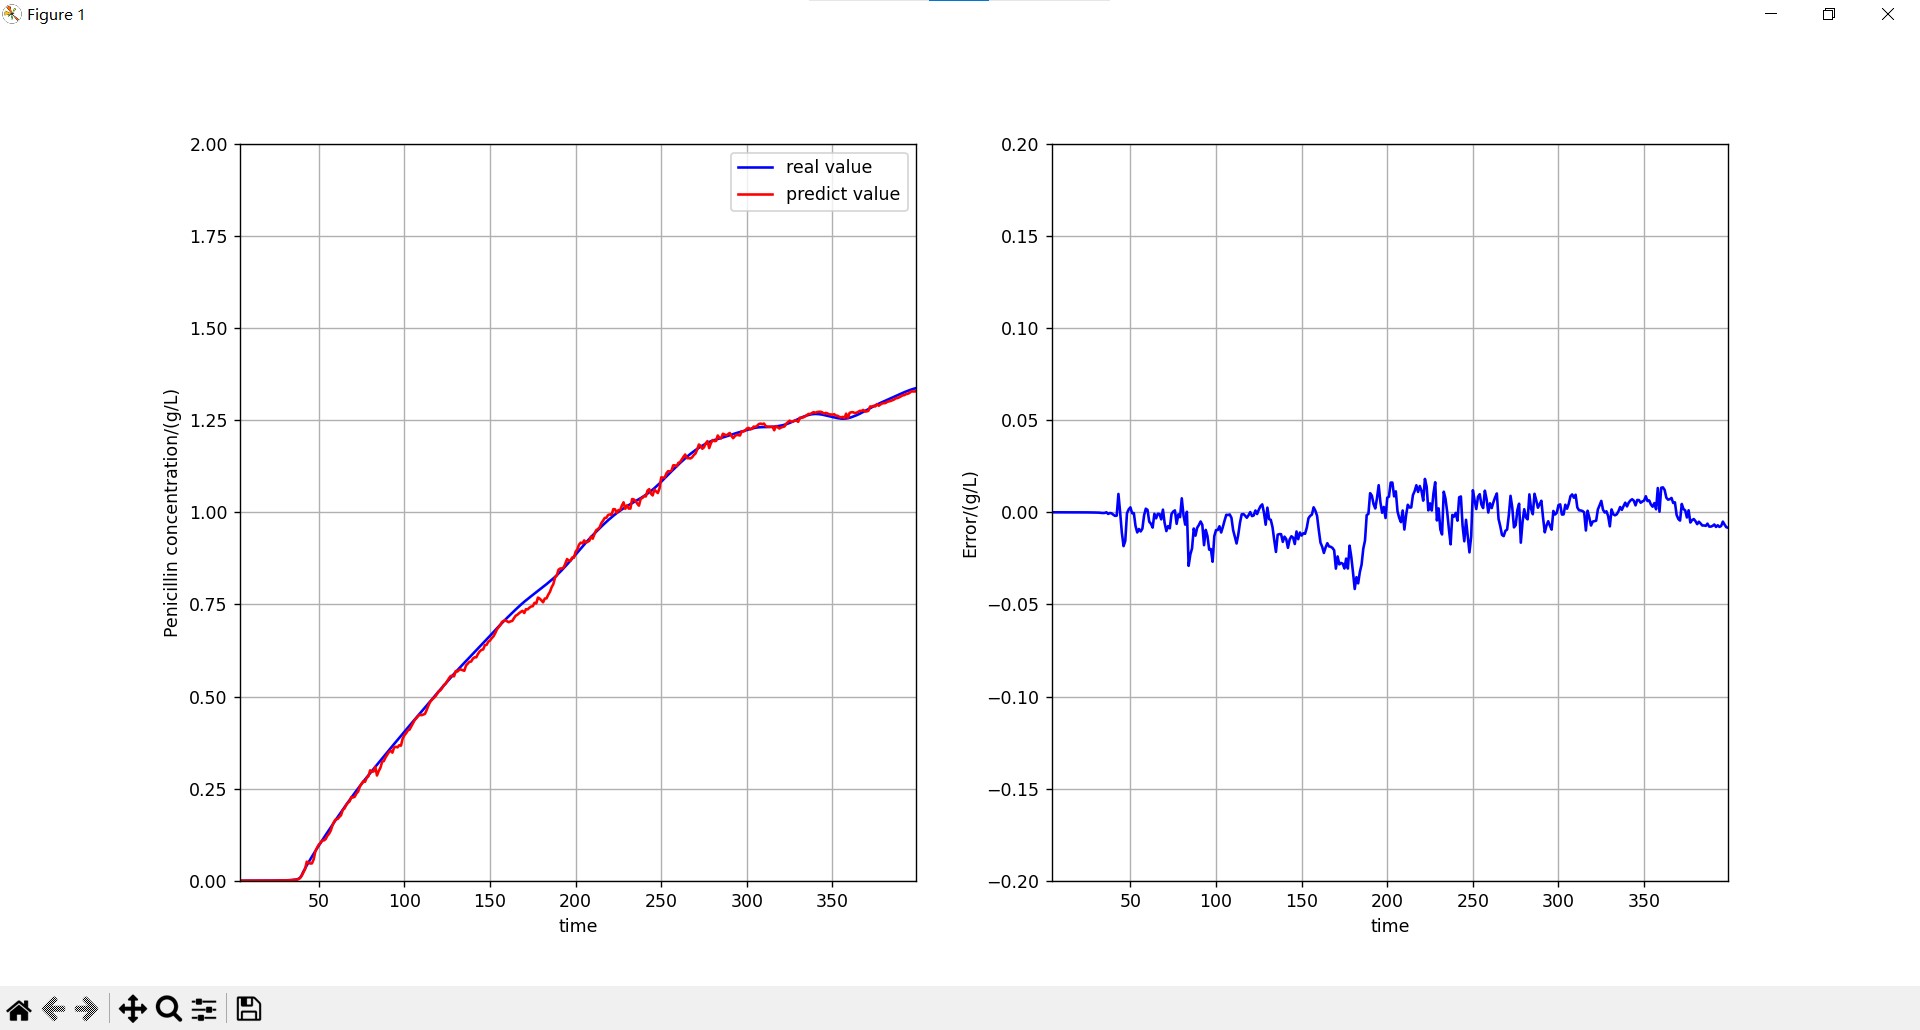 Figure 1
2.00
1.75
1.50
1.25
1.00
0.75
0.50
0.25
0.00
Penicillin concentration/(g/L)
real value
predict value
50 100 150 200 250 300 350
time
0.20
0.15
0.10
0.05
0.00
−0.05
−0.10
−0.15
−0.20
Error/(g/L)
50 100 150 200 250 300 350
time